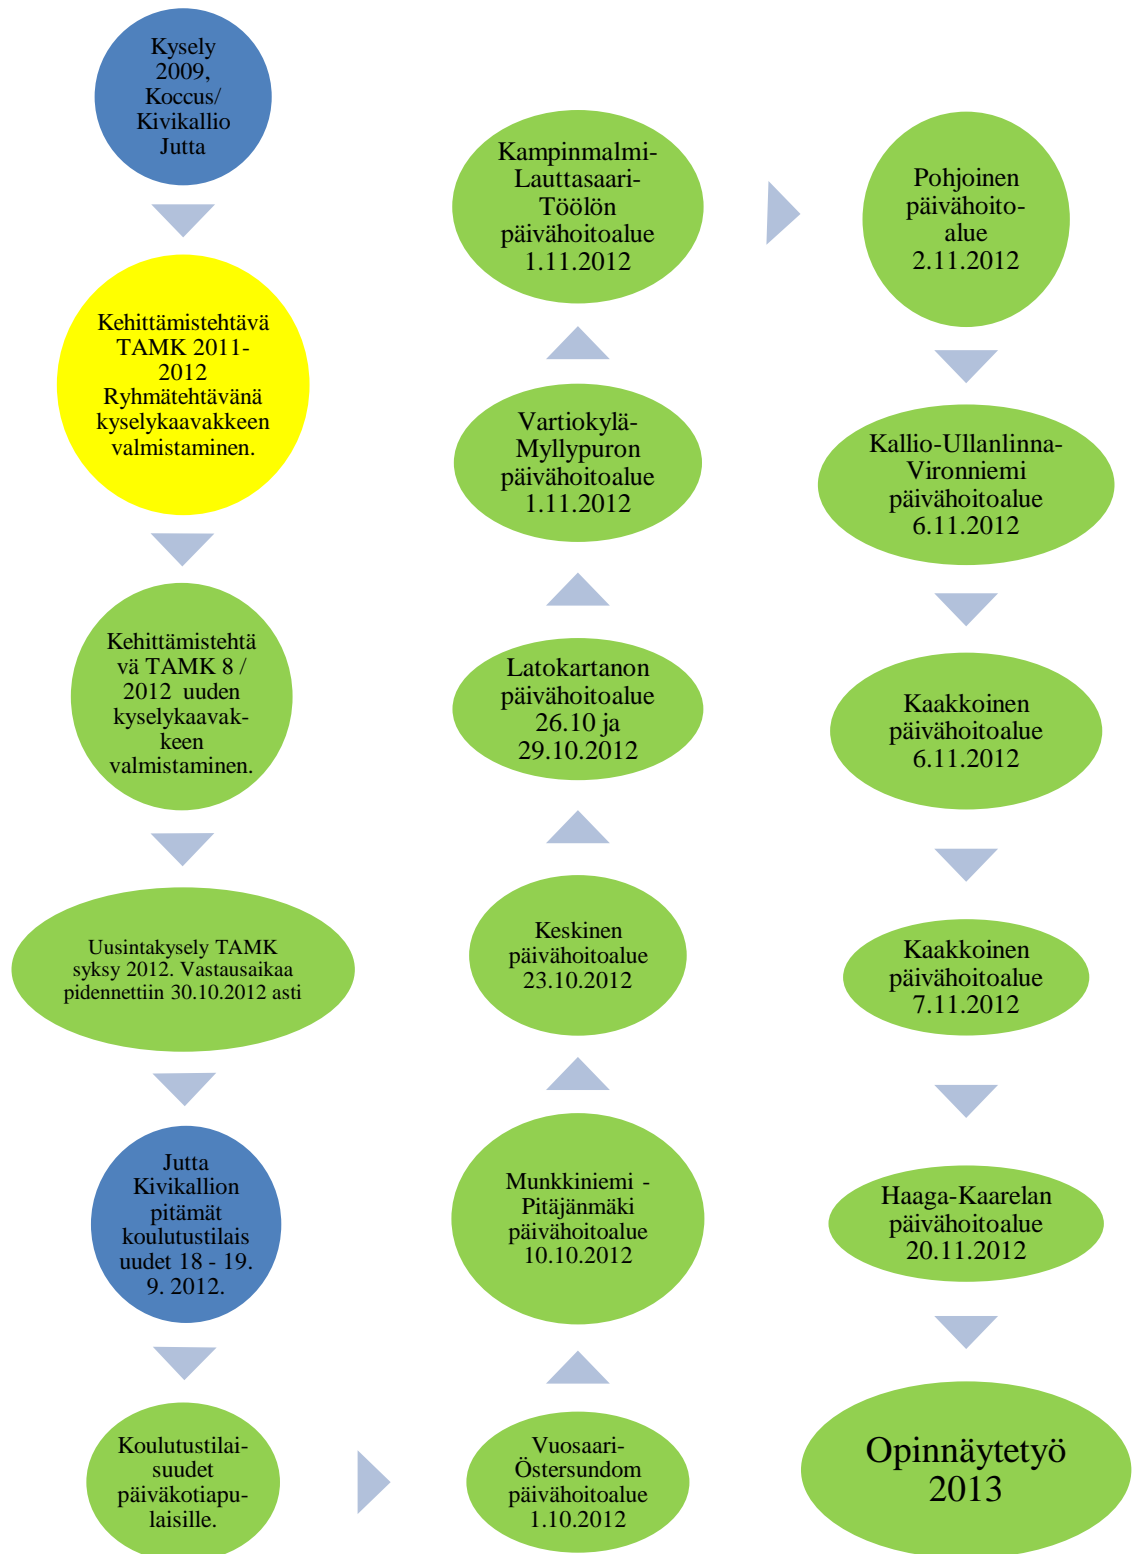 Kysely
2009,
Koccus/
Kivikallio
Jutta
Kehittämistehtävä
TAMK 2011-
2012
Ryhmätehtävänä
kyselykaavakkeen
valmistaminen.
Kehittämistehtä
vä TAMK 8 /
2012 uuden
kyselykaavak-
keen
valmistaminen.
Uusintakysely TAMK
syksy 2012. Vastausaikaa
pidennettiin 30.10.2012 asti
Jutta
Kivikallion
pitämät
koulutustilais
uudet 18 - 19.
9. 2012.
Koulutustilai-
suudet
päiväkotiapu-
laisille.
Vuosaari-
Östersundom
päivähoitoalue
1.10.2012
Munkkiniemi -
Pitäjänmäki
päivähoitoalue
10.10.2012
Keskinen
päivähoitoalue
23.10.2012
Latokartanon
päivähoitoalue
26.10 ja
29.10.2012
Vartiokylä-
Myllypuron
päivähoitoalue
1.11.2012
Kampinmalmi-
Lauttasaari-
Töölön
päivähoitoalue
1.11.2012
Pohjoinen
päivähoito-
alue
2.11.2012
Kallio-Ullanlinna-
Vironniemi
päivähoitoalue
6.11.2012
Kaakkoinen
päivähoitoalue
6.11.2012
Kaakkoinen
päivähoitoalue
7.11.2012
Haaga-Kaarelan
päivähoitoalue
20.11.2012
Opinnäytetyö
2013